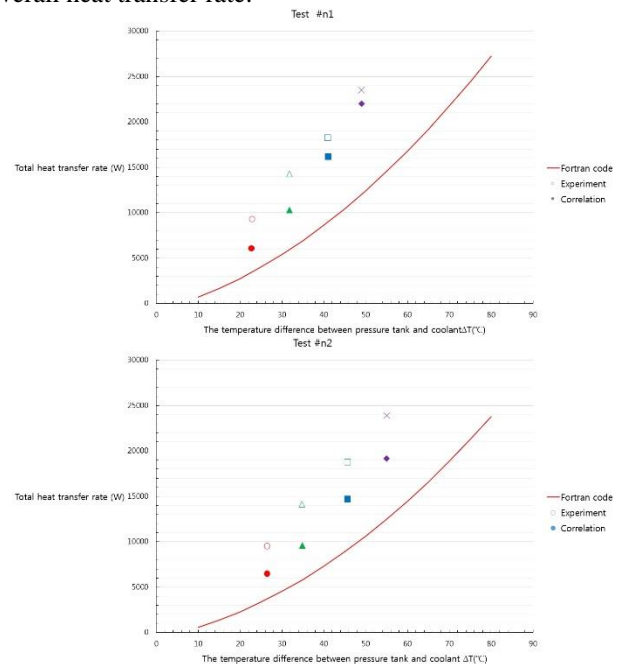 overall heat transfer rate.
Test #n1
30000
25000
20000
Total heat transfer rate (W) 15000
10000
5000
0
0 10 20 30 40 50 60 70 80 90
The temperature difference between pressure tank and coolantΔT(℃)
Fortran code
Experiment
Correlation
Test #n2
30000
25000
20000
Total heat transfer rate (W) 15000
10000
5000
0
0 10 20 30 40 50 60 70 80 90
The temperature difference between pressure tank and coolant ΔT(℃)
Fortran code
Experiment
Correlation